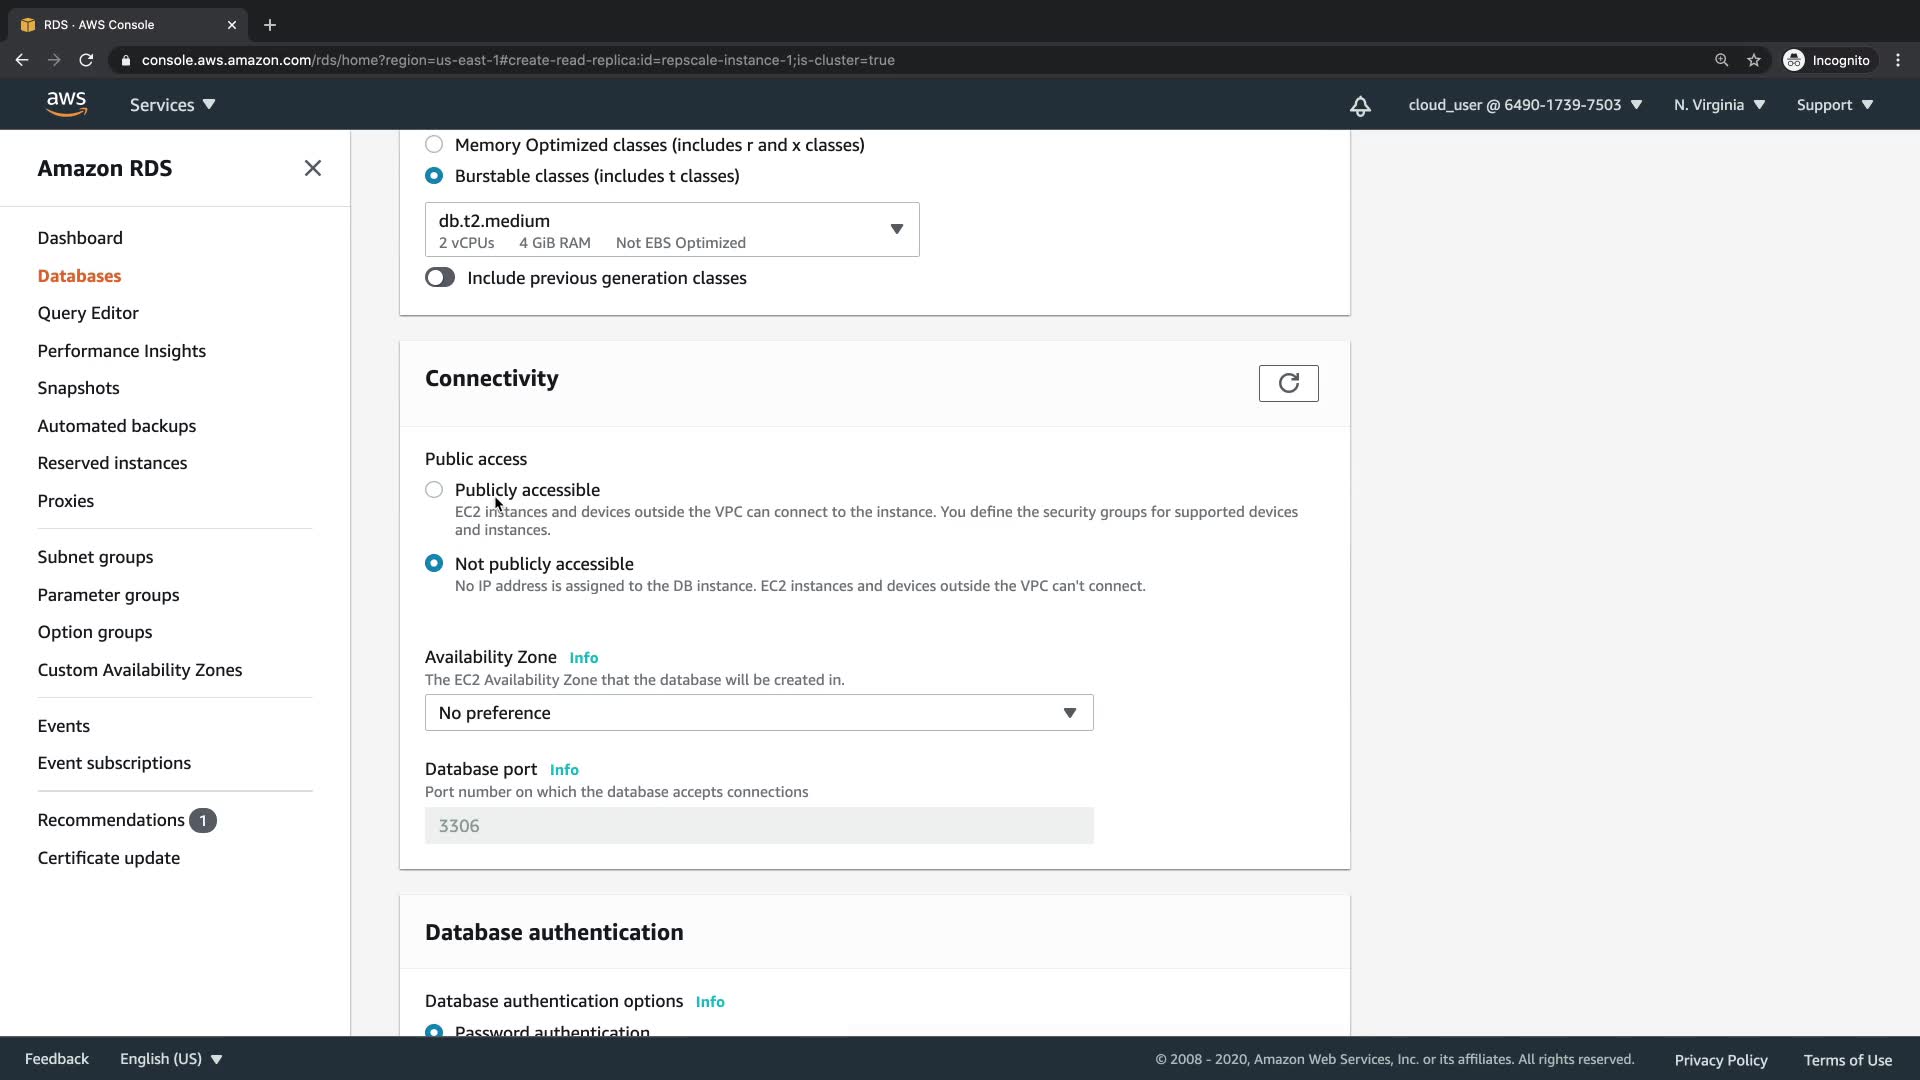 RDS · AWS Console
console.aws.amazon.com/rds/home?region=us-east-1#create-read-replica:id=repscale-instance-1;is-cluster=true
Incognito
aws
Services
cloud_user @ 6490-1739-7503
N. Virginia
Support
Amazon RDS
Dashboard
Databases
Query Editor
Performance Insights
Snapshots
Automated backups
Reserved instances
Proxies
Subnet groups
Parameter groups
Option groups
Custom Availability Zones
Events
Event subscriptions
Recommendations 1
Certificate update
Memory Optimized classes (includes r and x classes)
Burstable classes (includes t classes)
db.t2.medium
2 vCPUs 4 GiB RAM Not EBS Optimized
Include previous generation classes
Connectivity
Public access
Publicly accessible
EC2 instances and devices outside the VPC can connect to the instance. You define the security groups for supported devices
and instances.
Not publicly accessible
No IP address is assigned to the DB instance. EC2 instances and devices outside the VPC can't connect.
Availability Zone Info
The EC2 Availability Zone that the database will be created in.
No preference
Database port Info
Port number on which the database accepts connections
3306
Database authentication
Database authentication options Info
Password authentication
Feedback
English (US)
© 2008 - 2020, Amazon Web Services, Inc. or its affiliates. All rights reserved.
Privacy Policy
Terms of Use